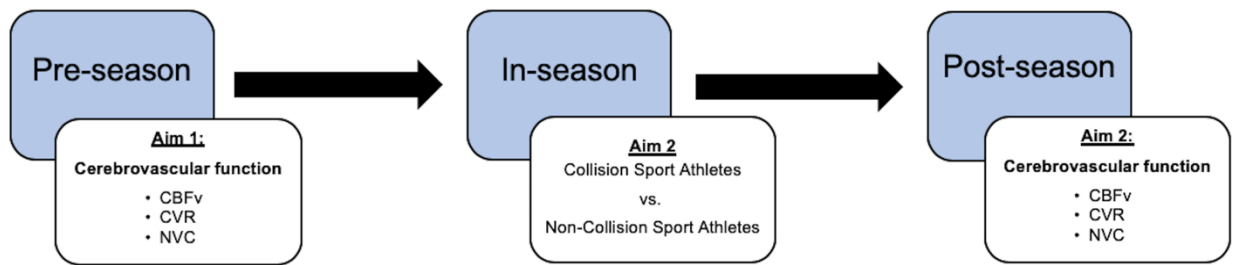 Pre-season
Aim 1:
Cerebrovascular function
• CBFv
• CVR
• NVC
In-season
Aim 2
Collision Sport Athletes
vs.
Non-Collision Sport Athletes
Post-season
Aim 2:
Cerebrovascular function
• CBFv
• CVR
• NVC